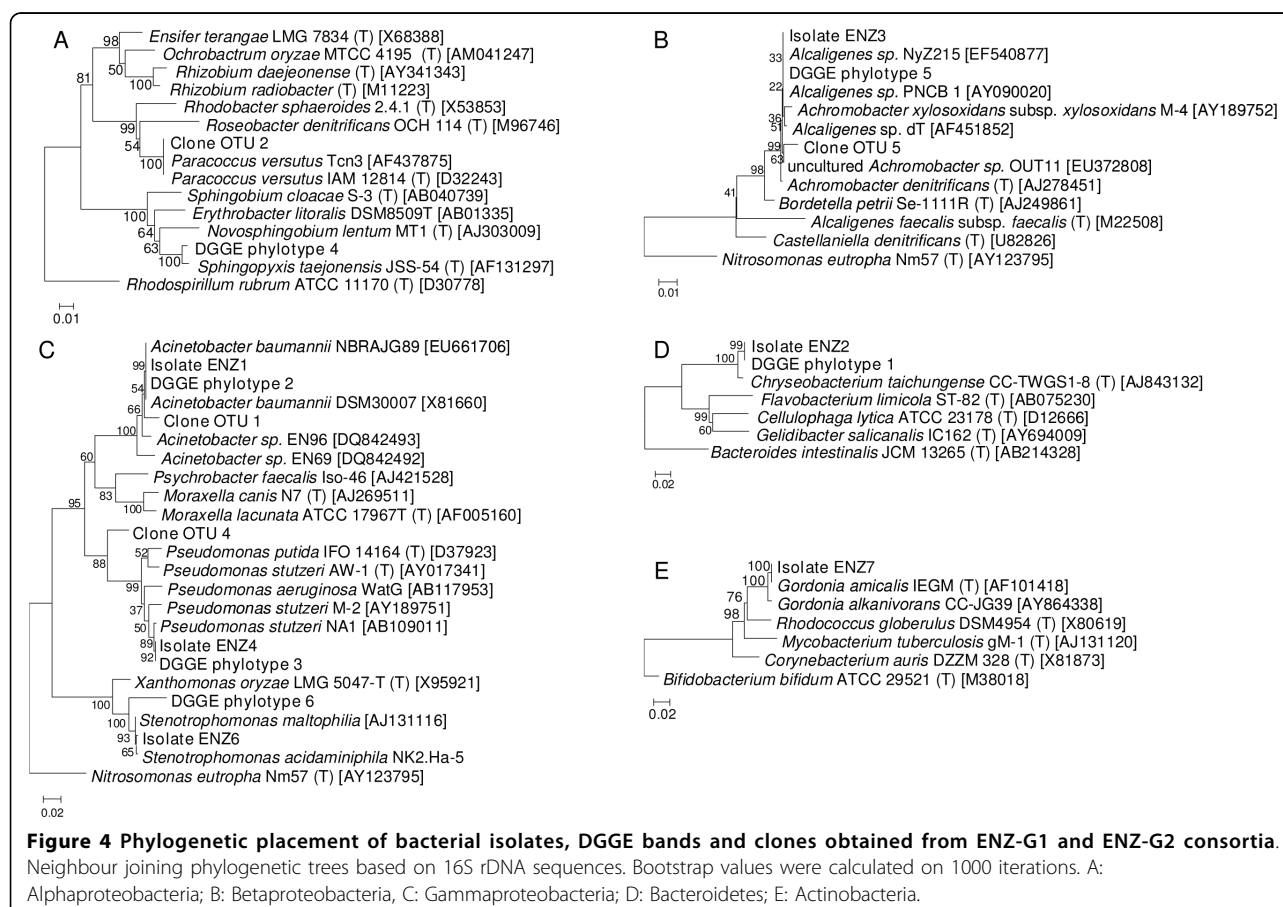 A
Ensifer terangae LMG 7834 (T) [X68388]
Ochrobactrum oryzae MTCC 4195 (T) [AM041247]
Rhizobium daejeonense (T) [AY341343]
Rhizobium radiobacter (T) [M11223]
Rhodobacter sphaeroides 2.4.1 (T) [X53853]
Roseobacter denitrificans OCH 114 (T) [M96746]
Clone OTU 2
Paracoccus versutus Tcn3 [AF437875]
Paracoccus versutus IAM 12814 (T) [D32243]
Sphingobium cloacae S-3 (T) [AB040739]
Erythrobacter litoralis DSM8509T [AB01335]
Novosphingobium lentum MT1 (T) [AJ303009]
DGGE phylotype 4
Sphingopyxis taejonensis JSS-54 (T) [AF131297]
Rhodospirillum rubrum ATCC 11170 (T) [D30778]
98
50
100
81
99
54
100
64
63
100
0.01
B
Isolate ENZ3
Alcaligenes sp. NyZ215 [EF540877]
DGGE phylotype 5
Alcaligenes sp. PNCB 1 [AY090020]
Achromobacter xylosoxidans subsp. xylosoxidans M-4 [AY189752]
Alcaligenes sp. dT [AF451852]
Clone OTU 5
uncultured Achromobacter sp. OUT11 [EU372808]
Achromobacter denitrificans (T) [AJ278451]
Bordetella petrii Se-1111R (T) [AJ249861]
Alcaligenes faecalis subsp. faecalis (T) [M22508]
Castellaniella denitrificans (T) [U82826]
Nitrosomonas eutropha Nm57 (T) [AY123795]
33
22
36
51
99
63
98
41
0.01
C
Acinetobacter baumannii NBRAJG89 [EU661706]
Isolate ENZ1
DGGE phylotype 2
Acinetobacter baumannii DSM30007 [X81660]
Clone OTU 1
Acinetobacter sp. EN96 [DQ842493]
Acinetobacter sp. EN69 [DQ842492]
Psychrobacter faecalis Iso-46 [AJ421528]
Moraxella canis N7 (T) [AJ269511]
Moraxella lacunata ATCC 17967T (T) [AF005160]
Clone OTU 4
Pseudomonas putida IFO 14164 (T) [D37923]
Pseudomonas stutzeri AW-1 (T) [AY017341]
Pseudomonas aeruginosa WatG [AB117953]
Pseudomonas stutzeri M-2 [AY189751]
Pseudomonas stutzeri NA1 [AB109011]
Isolate ENZ4
DGGE phylotype 3
Xanthomonas oryzae LMG 5047-T (T) [X95921]
DGGE phylotype 6
Stenotrophomonas maltophilia [AJ131116]
Isolate ENZ6
Stenotrophomonas acidaminiphila NK2.Ha-5
Nitrosomonas eutropha Nm57 (T) [AY123795]
99
54
66
100
60
83
100
95
88
52
99
37
50
89
92
100
100
93
65
0.02
D
Isolate ENZ2
DGGE phylotype 1
Chryseobacterium taichungense CC-TWGS1-8 (T) [AJ843132]
Flavobacterium limicola ST-82 (T) [AB075230]
Cellulophaga lytica ATCC 23178 (T) [D12666]
Gelidibacter salicanalis IC162 (T) [AY694009]
Bacteroides intestinalis JCM 13265 (T) [AB214328]
99
100
99
60
0.02
E
Isolate ENZ7
Gordonia amicalis IEGM (T) [AF101418]
Gordonia alkanivorans CC-JG39 [AY864338]
Rhodococcus globerulus DSM4954 (T) [X80619]
Mycobacterium tuberculosis gM-1 (T) [AJ131120]
Corynebacterium auris DZZM 328 (T) [X81873]
Bifidobacterium bifidum ATCC 29521 (T) [M38018]
100
100
76
98
0.02
Figure 4 Phylogenetic placement of bacterial isolates, DGGE bands and clones obtained from ENZ-G1 and ENZ-G2 consortia.
Neighbour joining phylogenetic trees based on 16S rDNA sequences. Bootstrap values were calculated on 1000 iterations. A:
Alphaproteobacteria; B: Betaproteobacteria, C: Gammaproteobacteria; D: Bacteroidetes; E: Actinobacteria.